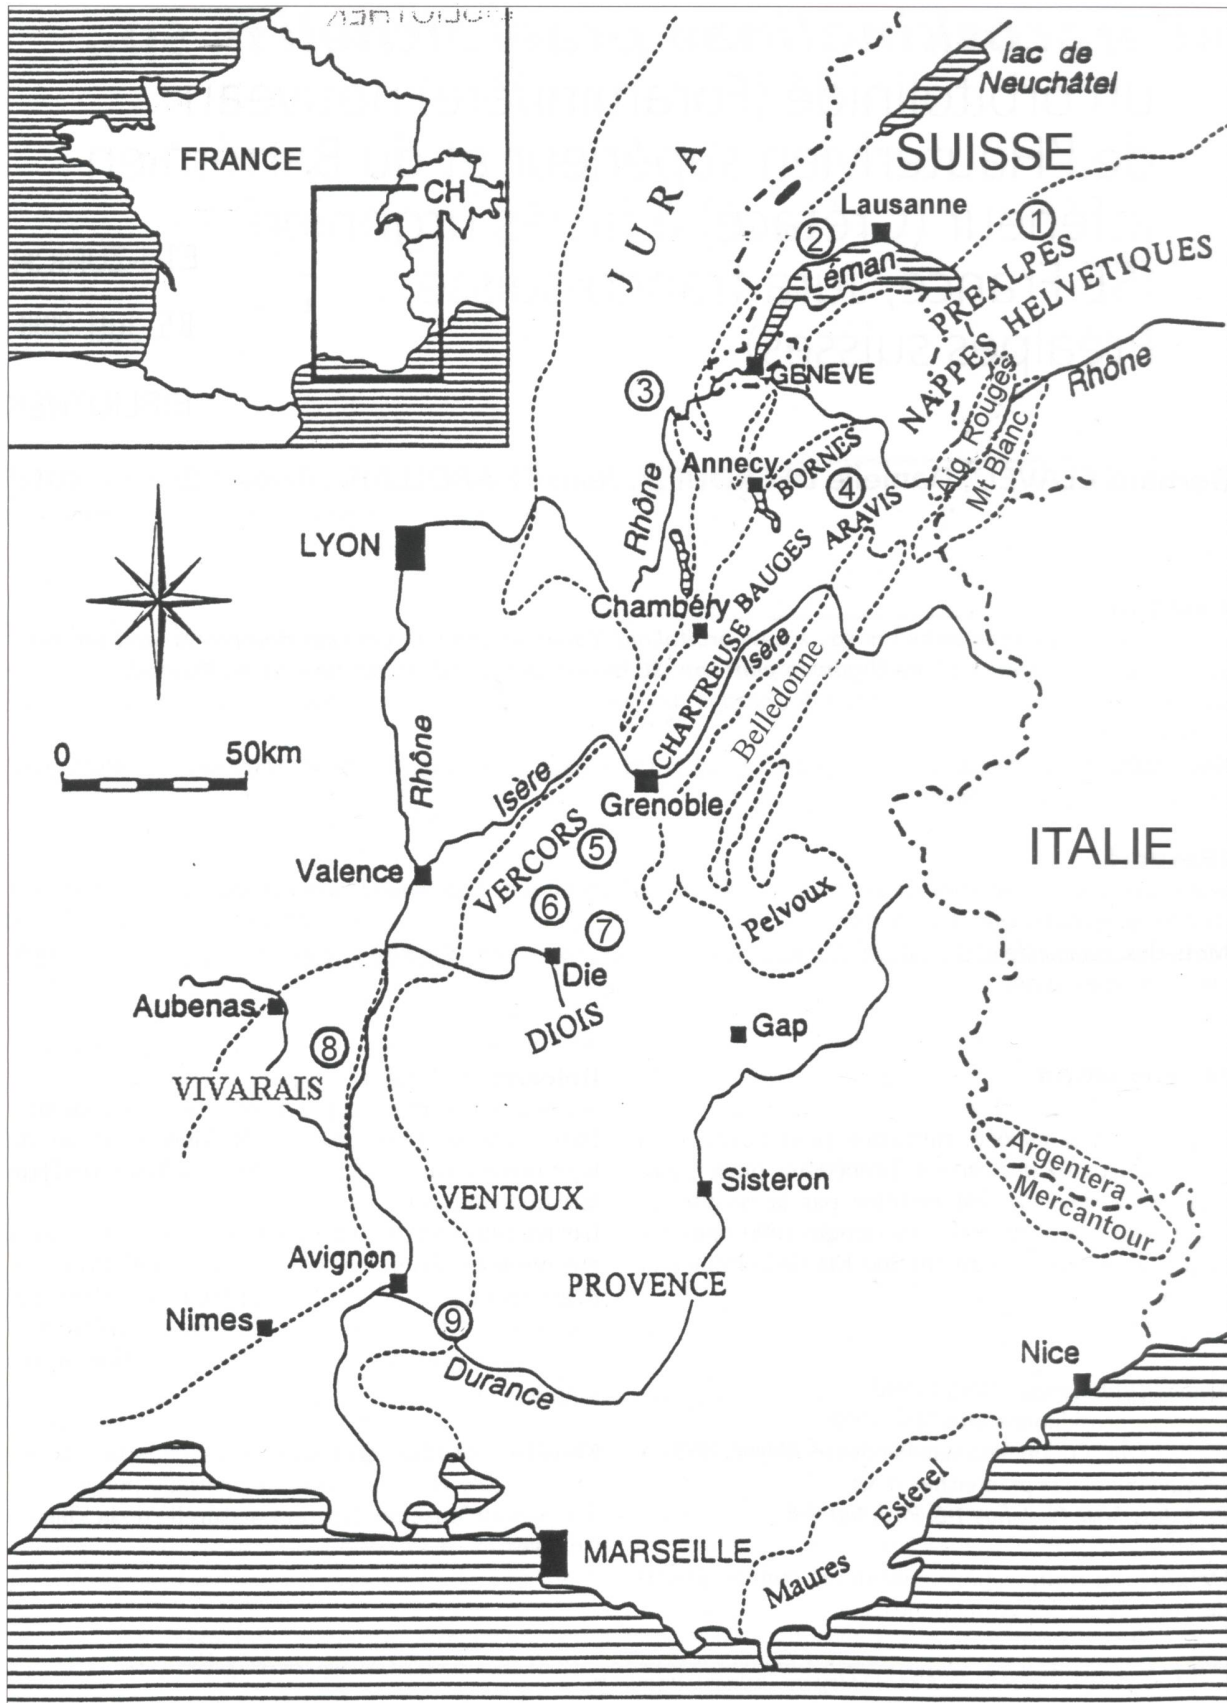 FRANCE
CH
lac de
Neuchâtel
SUISSE
JURA
Lausanne
1
2
Léman
PREALPES
NAPPES HELVETIQUES
GENEVE
3
Rhône
Aig. Rouges
Mt Blanc
Annecy
BORNES
4
ARAVIS
Rhône
LYON
BAUGES
Chambéry
CHARTREUSE
Isère
Belledonne
0 50km
Rhône
Isère
Grenoble
ITALIE
VERCORS
5
Valence
6
7
Pelvoux
Die
Aubenas
DIOIS
Gap
8
VIVARAIS
Argentera
Mercantour
Sisteron
VENTOUX
Avignon
PROVENCE
Nimes
9
Durance
Nice
Esterel
MARSEILLE
Maures